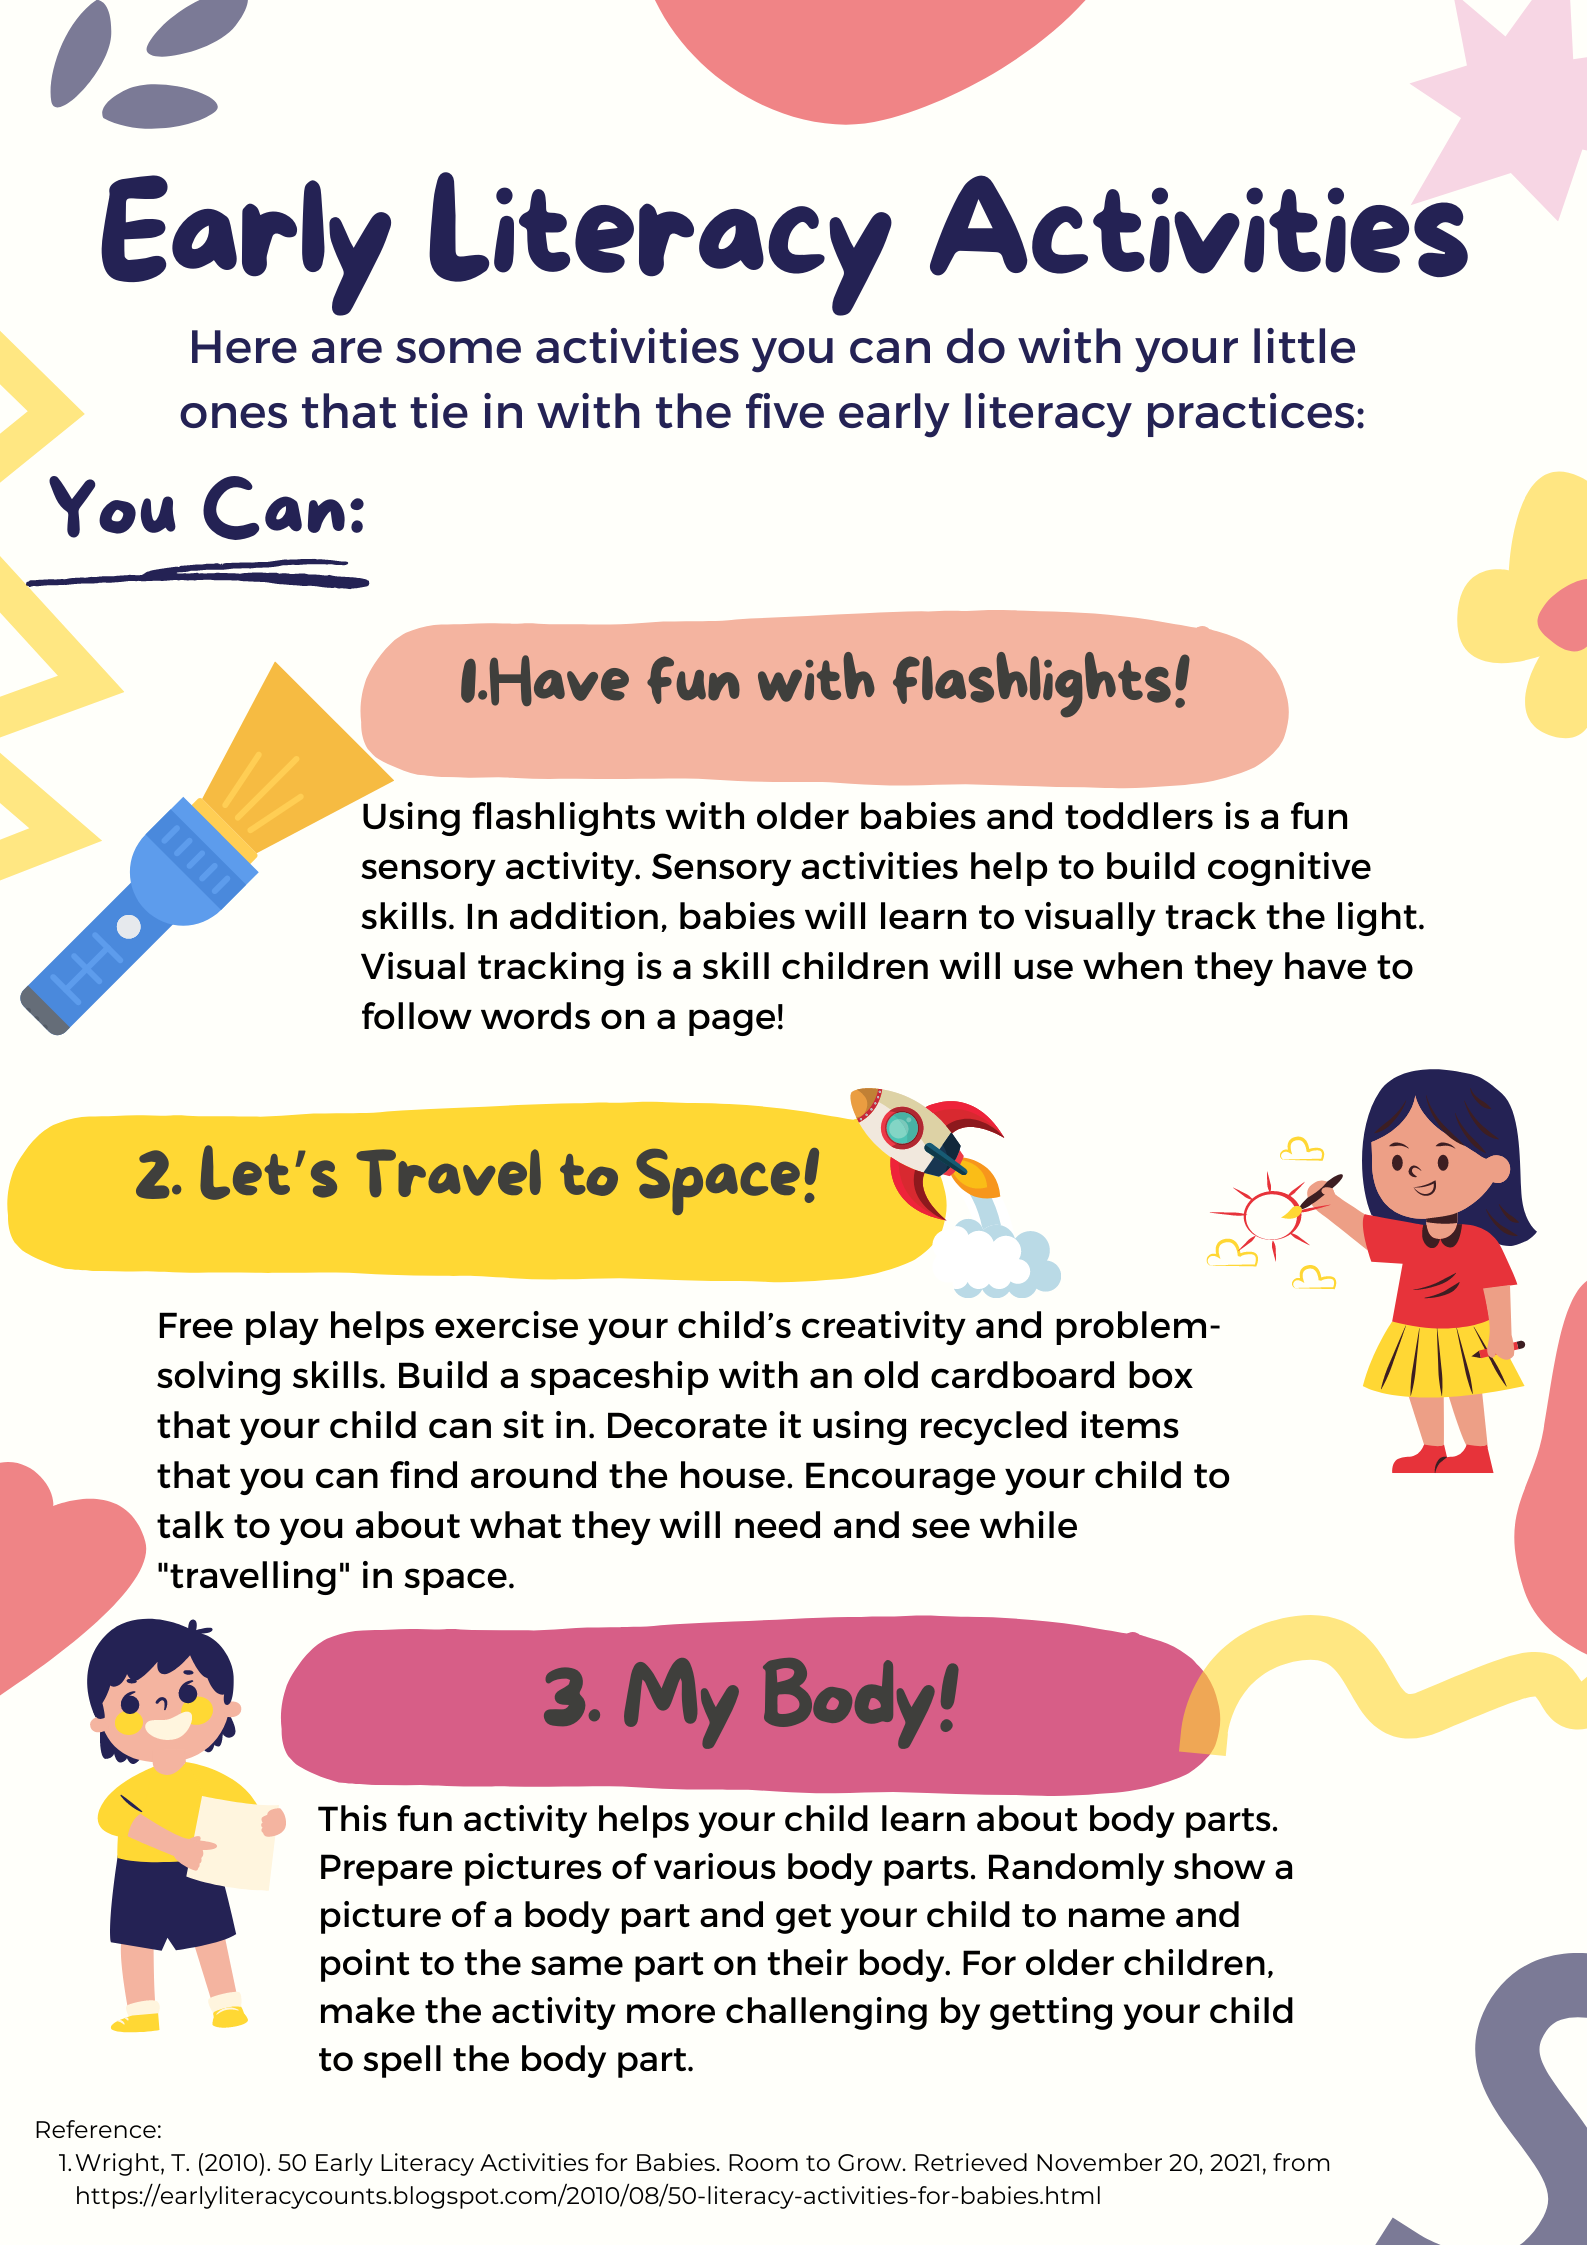 Early Literacy Activities
Here are some activities you can do with your little
ones that tie in with the five early literacy practices:
You Can:
1.Have fun with flashlights!
Using flashlights with older babies and toddlers is a fun
sensory activity. Sensory activities help to build cognitive
skills. In addition, babies will learn to visually track the light.
Visual tracking is a skill children will use when they have to
follow words on a page!
2. Let's Travel to Space!
Free play helps exercise your child's creativity and problem-
solving skills. Build a spaceship with an old cardboard box
that your child can sit in. Decorate it using recycled items
that you can find around the house. Encourage your child to
talk to you about what they will need and see while
"travelling" in space.
3. My Body!
This fun activity helps your child learn about body parts.
Prepare pictures of various body parts. Randomly show a
picture of a body part and get your child to name and
point to the same part on their body. For older children,
make the activity more challenging by getting your child
to spell the body part.
Reference:
1. Wright, T. (2010). 50 Early Literacy Activities for Babies. Room to Grow. Retrieved November 20, 2021, from
https://earlyliteracycounts.blogspot.com/2010/08/50-literacy-activities-for-babies.html